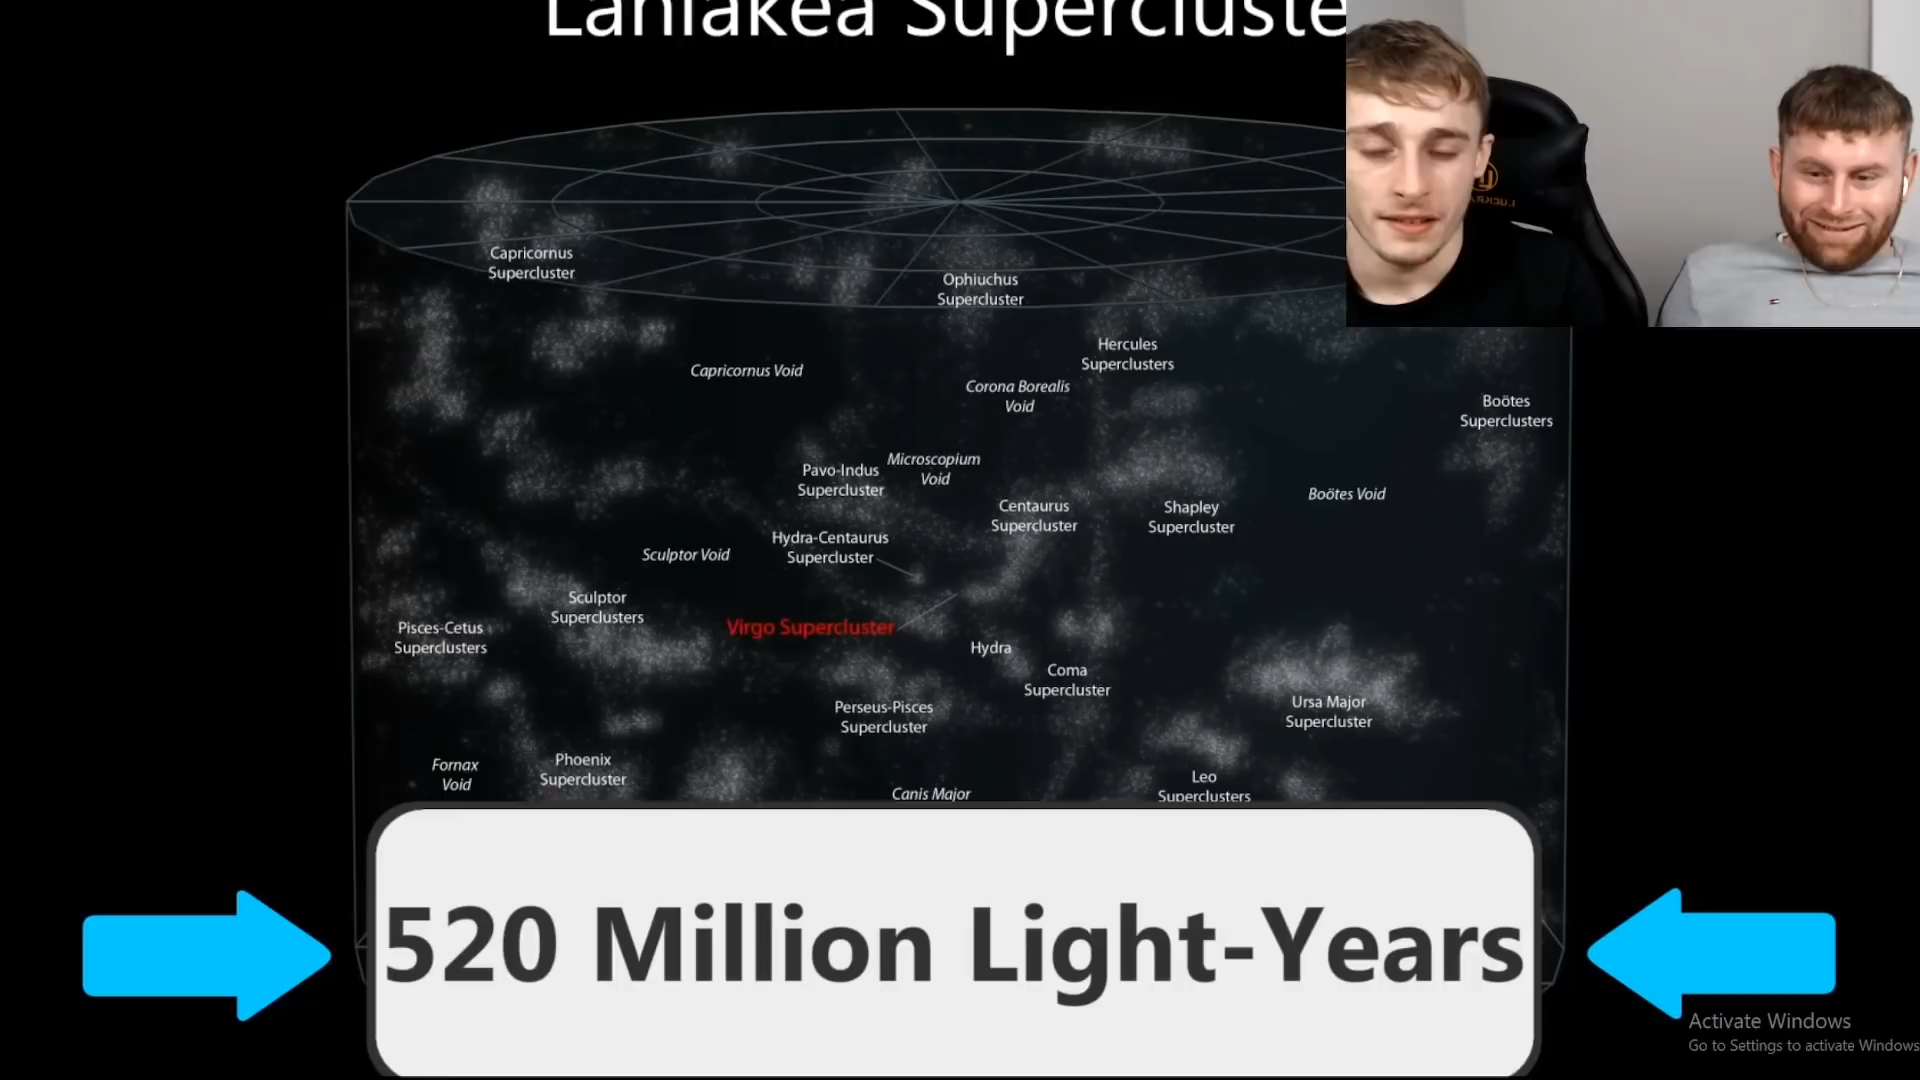 Laniakea Supercluste
Capricornus
Supercluster
Ophiuchus
Supercluster
Hercules
Superclusters
Capricornus Void
Corona Borealis
Void
Boötes
Superclusters
Pavo-Indus
Supercluster
Microscopium
Void
Centaurus
Supercluster
Shapley
Supercluster
Boötes Void
Hydra-Centaurus
Supercluster
Sculptor Void
Sculptor
Superclusters
Pisces-Cetus
Superclusters
Virgo Supercluster
Hydra
Coma
Supercluster
Perseus-Pisces
Supercluster
Ursa Major
Supercluster
Fornax
Void
Phoenix
Supercluster
Canis Major
Leo
Superclusters
520 Million Light-Years
Activate Windows
Go to Settings to activate Windows